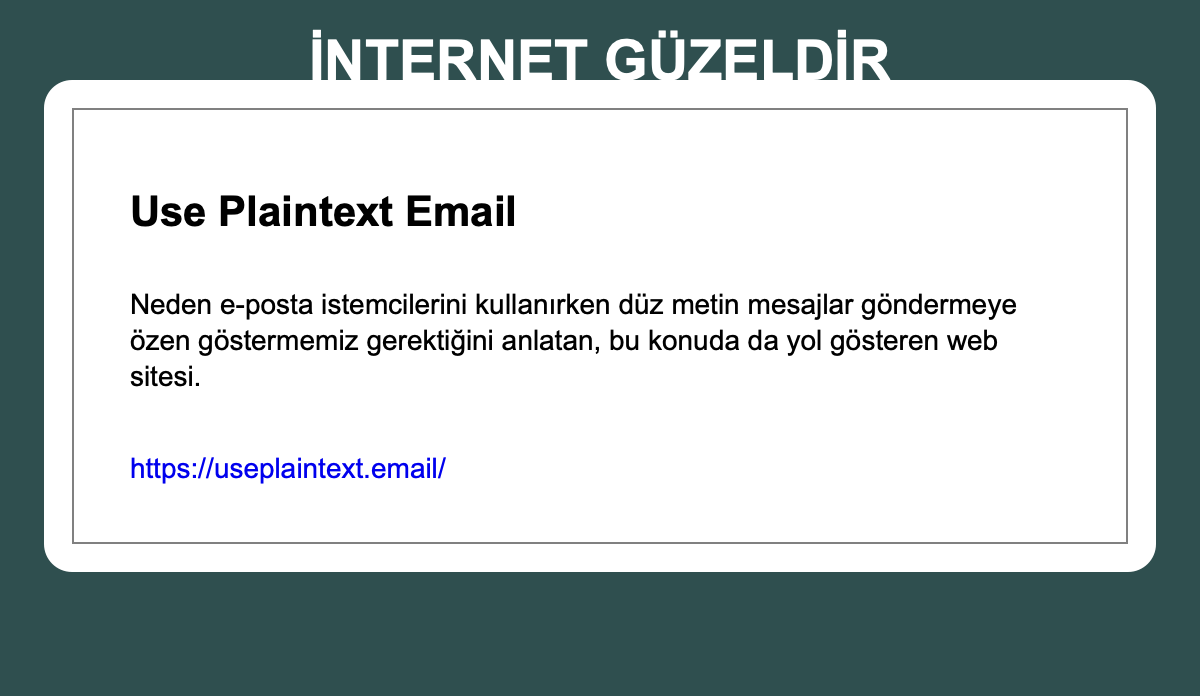 İNTERNET GÜZELDİR
Use Plaintext Email
Neden e-posta istemcilerini kullanırken düz metin mesajlar göndermeye
özen göstermemiz gerektiğini anlatan, bu konuda da yol gösteren web
sitesi.
https://useplaintext.email/